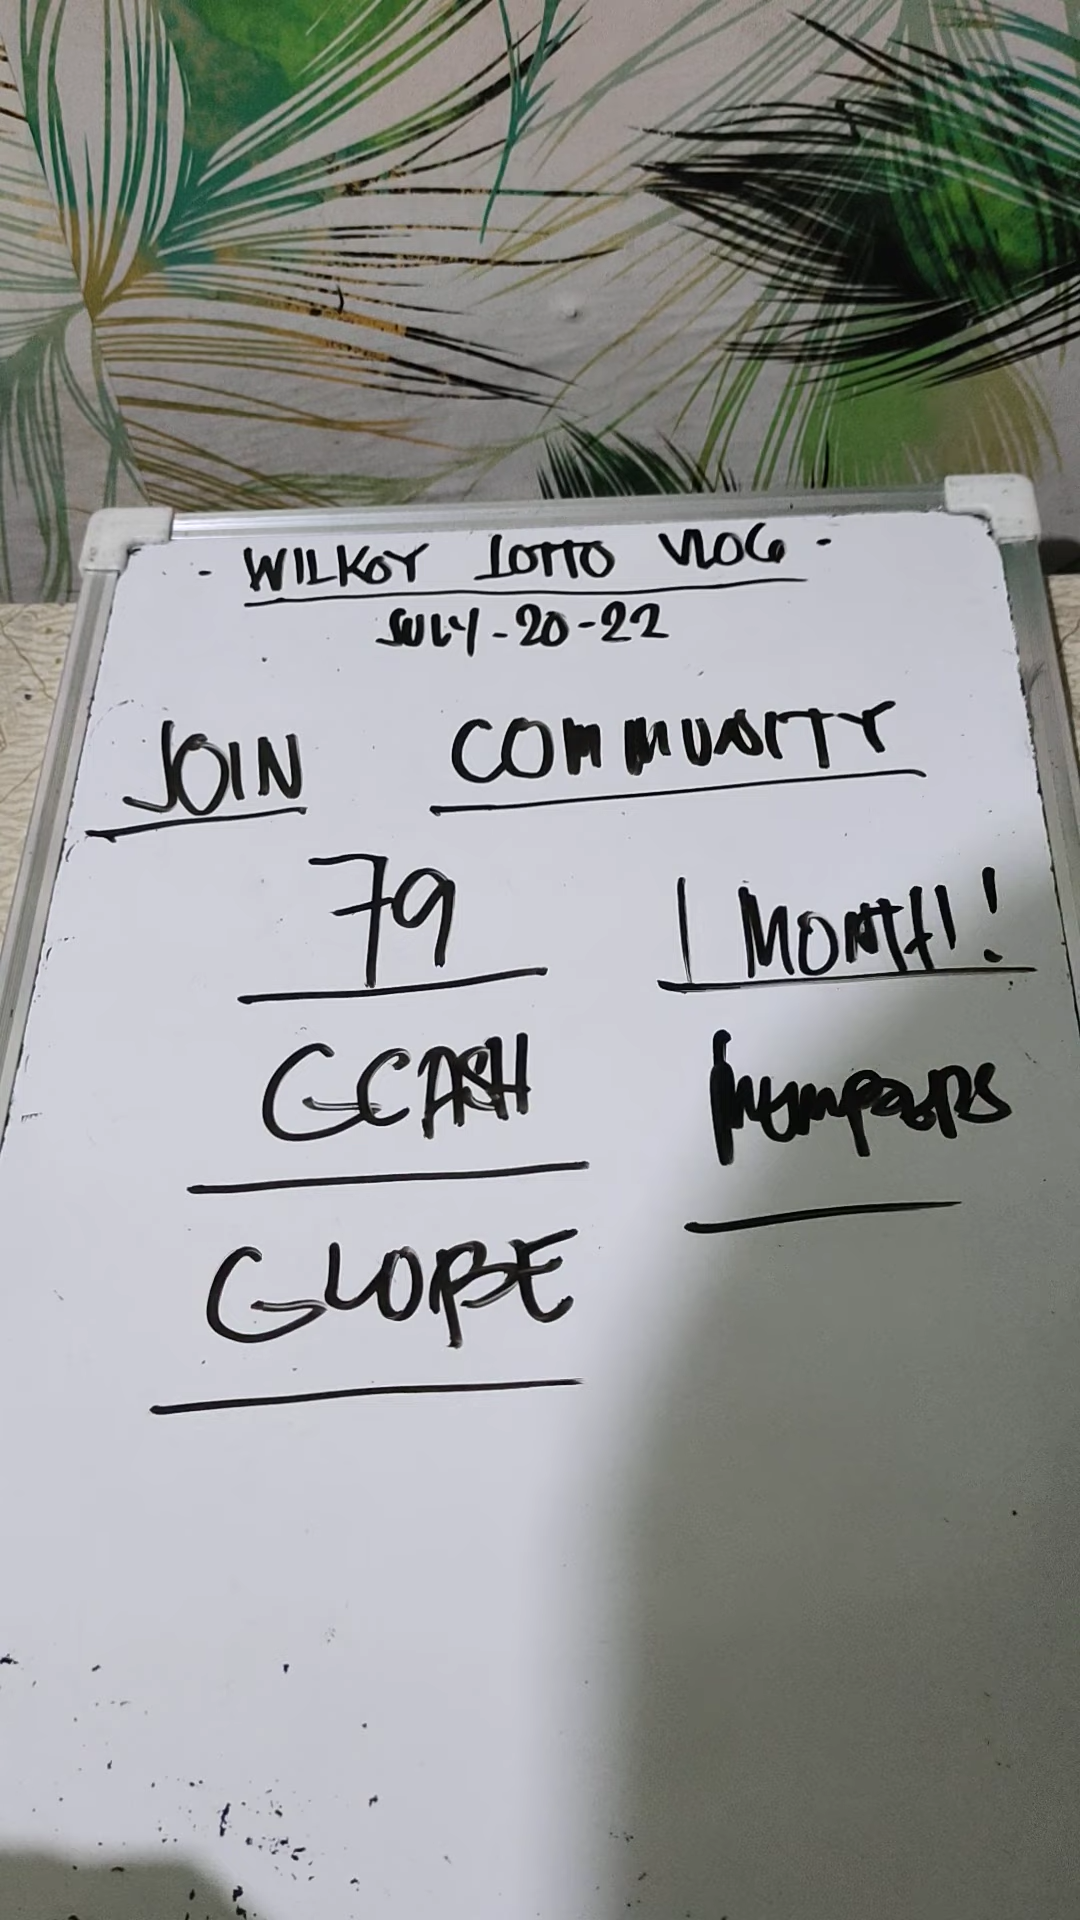 - WILKOY LOTTO VLOG -
JULY-20-22
JOIN COMMUNITY
79 1 MONTH!
GCASH
GLOBE